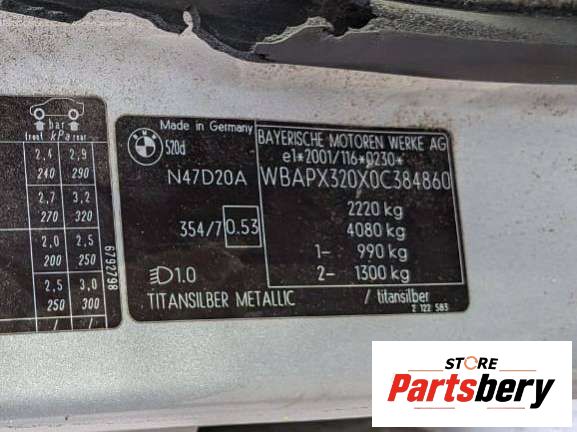 bar
front kPa rear
2,4 2,9
240 290
2,7 3,2
270 320
2,0 2,5
200 250
2,5 3,0
250 300
6792798
BMW
Made in Germany
520d
N47D20A
354/7 0.53
1.0
TITANSILBER METALLIC
BAYERISCHE MOTOREN WERKE AG
e1*2001/116*0230*
WBAPX320X0C384860
2220 kg
4080 kg
1- 990 kg
2- 1300 kg
/ titansilber
2 122 583
STORE
Partsbery